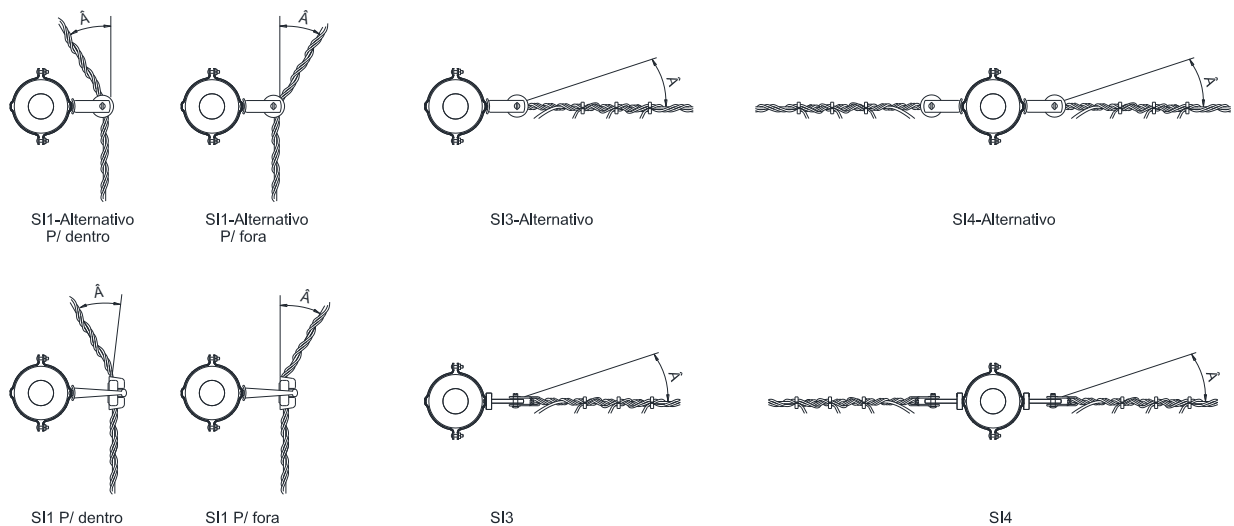 Â
Â
Â
Â
SI1-Alternativo
P/ dentro
SI1-Alternativo
P/ fora
SI3-Alternativo
SI4-Alternativo
Â
Â
Â
Â
SI1 P/ dentro
SI1 P/ fora
SI3
SI4